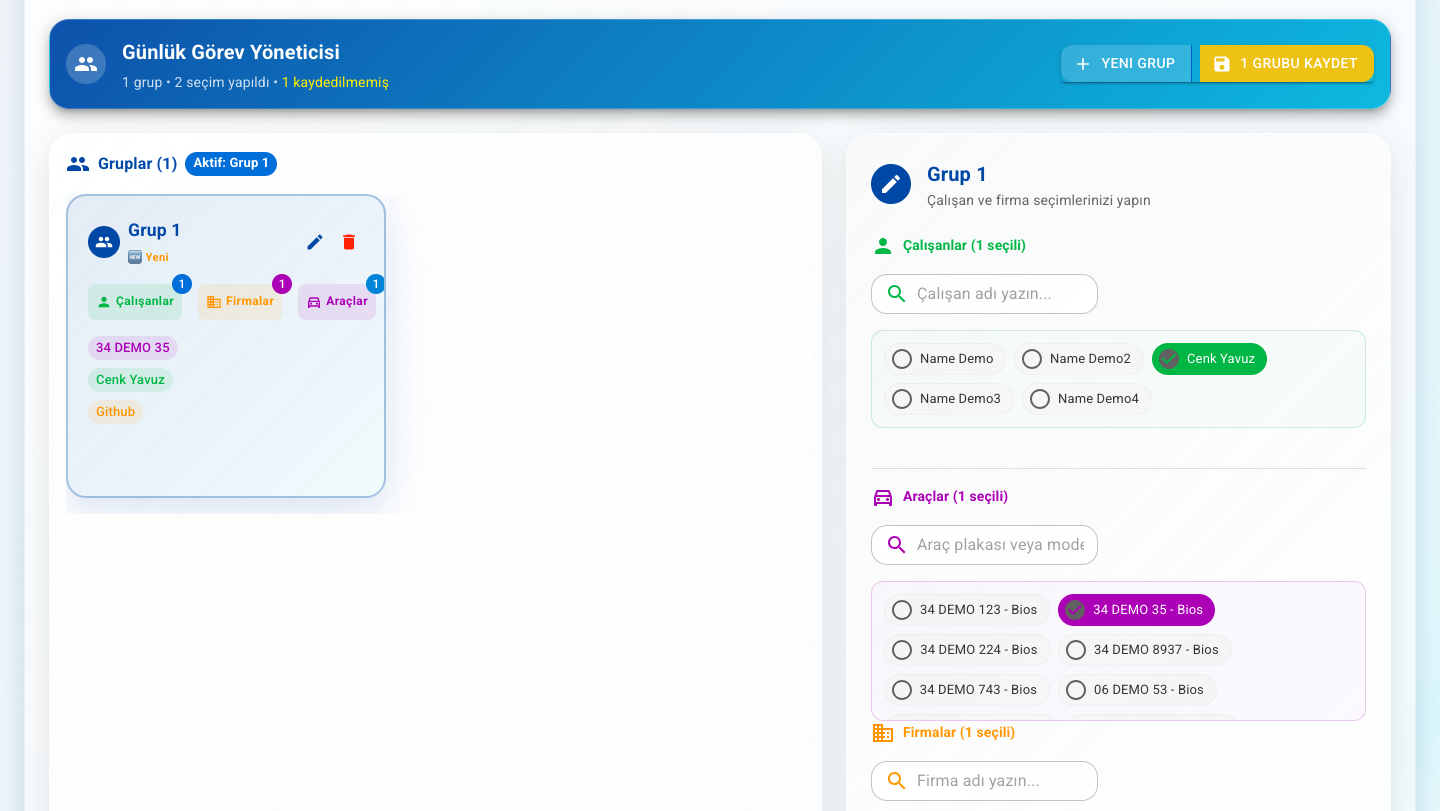 Günlük Görev Yöneticisi
1 grup • 2 seçim yapıldı • 1 kaydedilmemiş
YENI GRUP
1 GRUBU KAYDET
Gruplar (1)
Aktif: Grup 1
Grup 1
NEW Yeni
Çalışanlar
1
Firmalar
1
Araçlar
1
34 DEMO 35
Cenk Yavuz
Github
Grup 1
Çalışan ve firma seçimlerinizi yapın
Çalışanlar (1 seçili)
Çalışan adı yazın...
Name Demo
Name Demo2
Cenk Yavuz
Name Demo3
Name Demo4
Araçlar (1 seçili)
Araç plakası veya mode
34 DEMO 123 - Bios
34 DEMO 35 - Bios
34 DEMO 224 - Bios
34 DEMO 8937 - Bios
34 DEMO 743 - Bios
06 DEMO 53 - Bios
Firmalar (1 seçili)
Firma adı yazın...